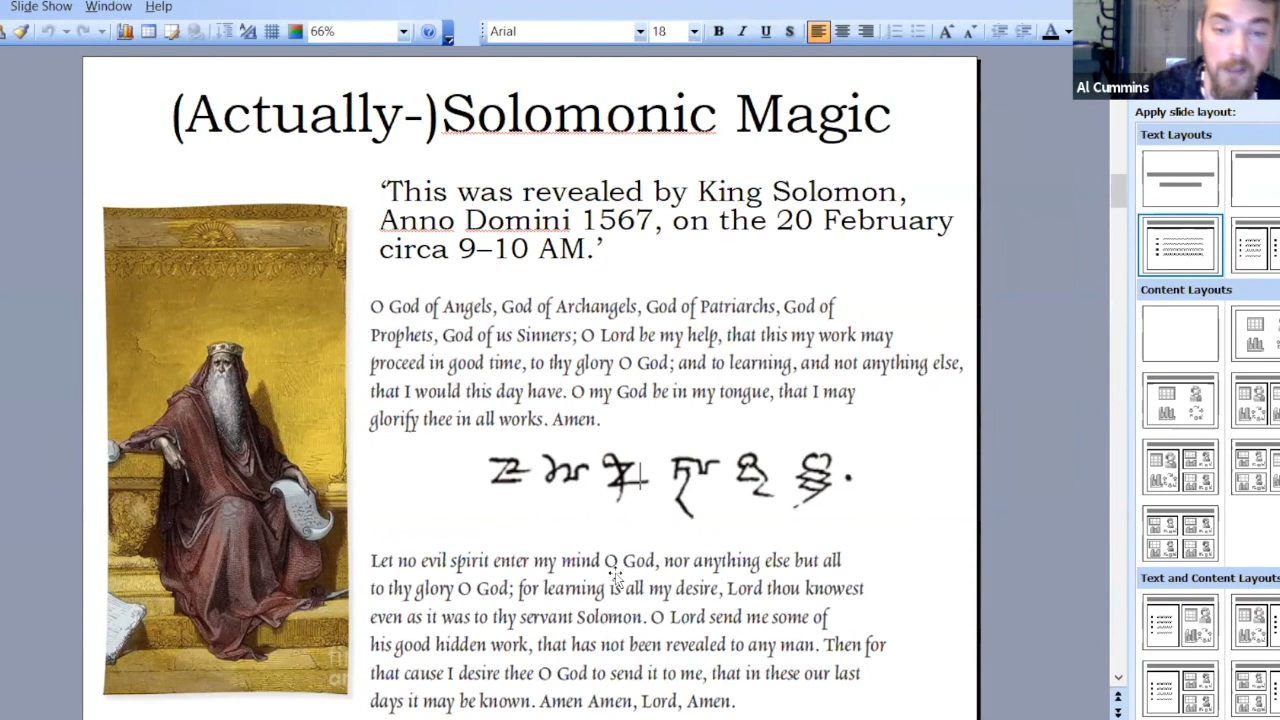 Slide Show Window Help
66%
Arial
18
B I U S
A
Al Cummins
(Actually-)Solomonic Magic
‘This was revealed by King Solomon,
Anno Domini 1567, on the 20 February
circa 9–10 AM.’
O God of Angels, God of Archangels, God of Patriarchs, God of
Prophets, God of us Sinners; O Lord be my help, that this my work may
proceed in good time, to thy glory O God; and to learning, and not anything else,
that I would this day have. O my God be in my tongue, that I may
glorify thee in all works. Amen.
Let no evil spirit enter my mind O God, nor anything else but all
to thy glory O God; for learning is all my desire, Lord thou knowest
even as it was to thy servant Solomon. O Lord send me some of
his good hidden work, that has not been revealed to any man. Then for
that cause I desire thee O God to send it to me, that in these our last
days it may be known. Amen Amen, Lord, Amen.
Apply slide layout:
Text Layouts
Content Layouts
Text and Content Layouts